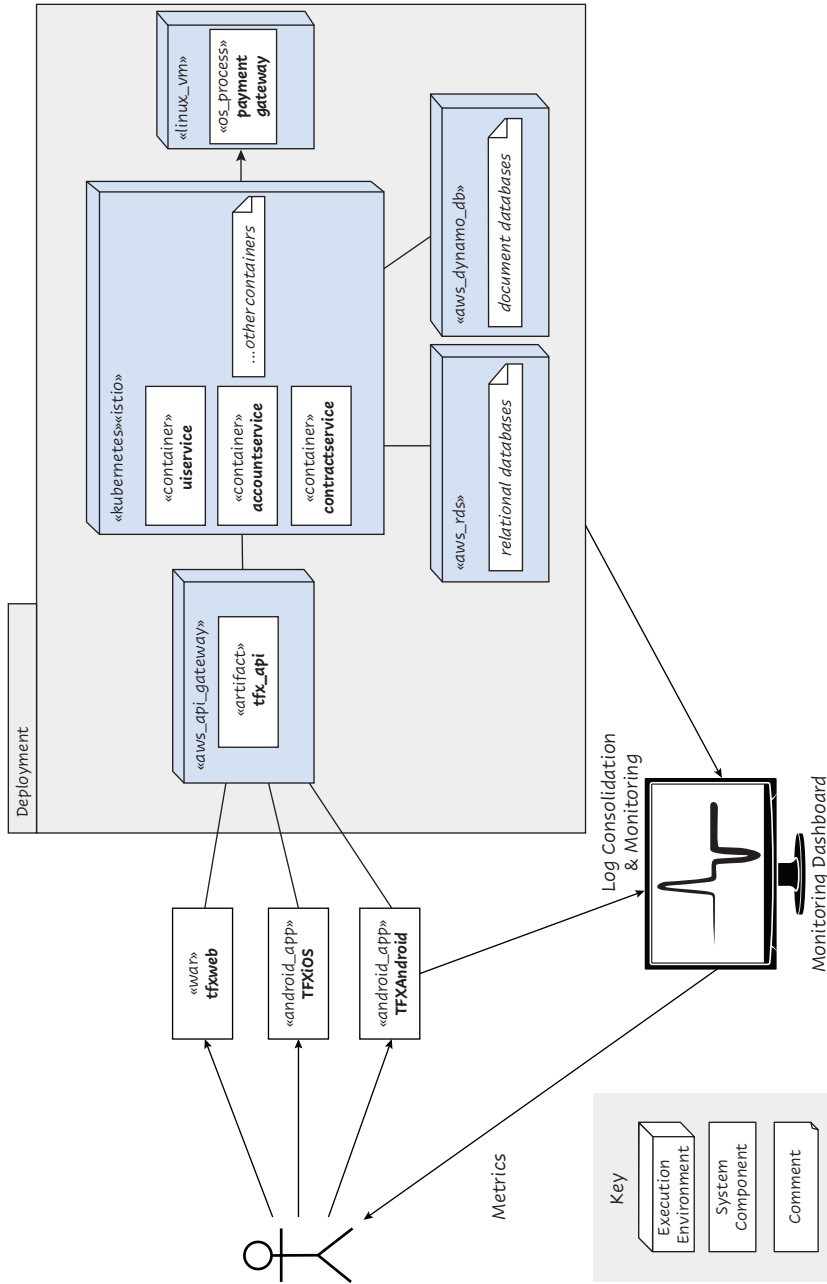 Deployment
«aws_api_gateway»
«artifact»
tfx_api
«kubernetes»«istio»
«container»
uiservice
«container»
accountservice
«container»
contractservice
...other containers
«linux_vm»
«os_process»
payment
gateway
«aws_rds»
relational databases
«aws_dynamo_db»
document databases
«war»
tfxweb
«android_app»
TFXiOS
«android_app»
TFXAndroid
Log Consolidation
& Monitoring
Monitoring Dashboard
Metrics
Key
Execution
Environment
System
Component
Comment